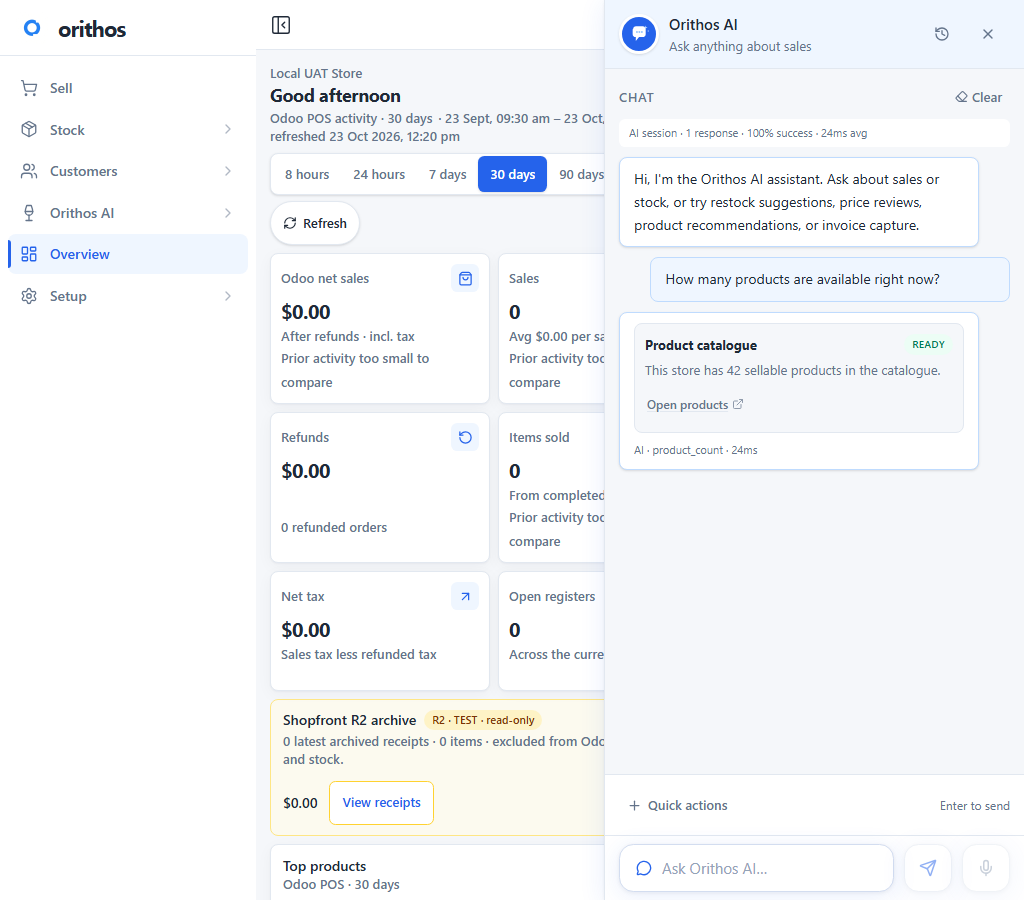 orithos
Sell
Stock
Customers
Orithos AI
Overview
Setup
Local UAT Store
Good afternoon
Odoo POS activity · 30 days · 23 Sept, 09:30 am – 23 Oct,
refreshed 23 Oct 2026, 12:20 pm
8 hours 24 hours 7 days 30 days 90 days
Refresh
Odoo net sales
$0.00
After refunds · incl. tax
Prior activity too small to
compare
Sales
0
Avg $0.00 per sa
Prior activity too
compare
Refunds
$0.00
0 refunded orders
Items sold
0
From completed
Prior activity too
compare
Net tax
$0.00
Sales tax less refunded tax
Open registers
0
Across the curre
Shopfront R2 archive R2 · TEST · read-only
0 latest archived receipts · 0 items · excluded from Odo
and stock.
$0.00 View receipts
Top products
Odoo POS · 30 days
Orithos AI
Ask anything about sales
CHAT Clear
AI session · 1 response · 100% success · 24ms avg
Hi, I'm the Orithos AI assistant. Ask about sales or
stock, or try restock suggestions, price reviews,
product recommendations, or invoice capture.
How many products are available right now?
Product catalogue READY
This store has 42 sellable products in the catalogue.
Open products
AI · product_count · 24ms
Quick actions Enter to send
Ask Orithos AI...